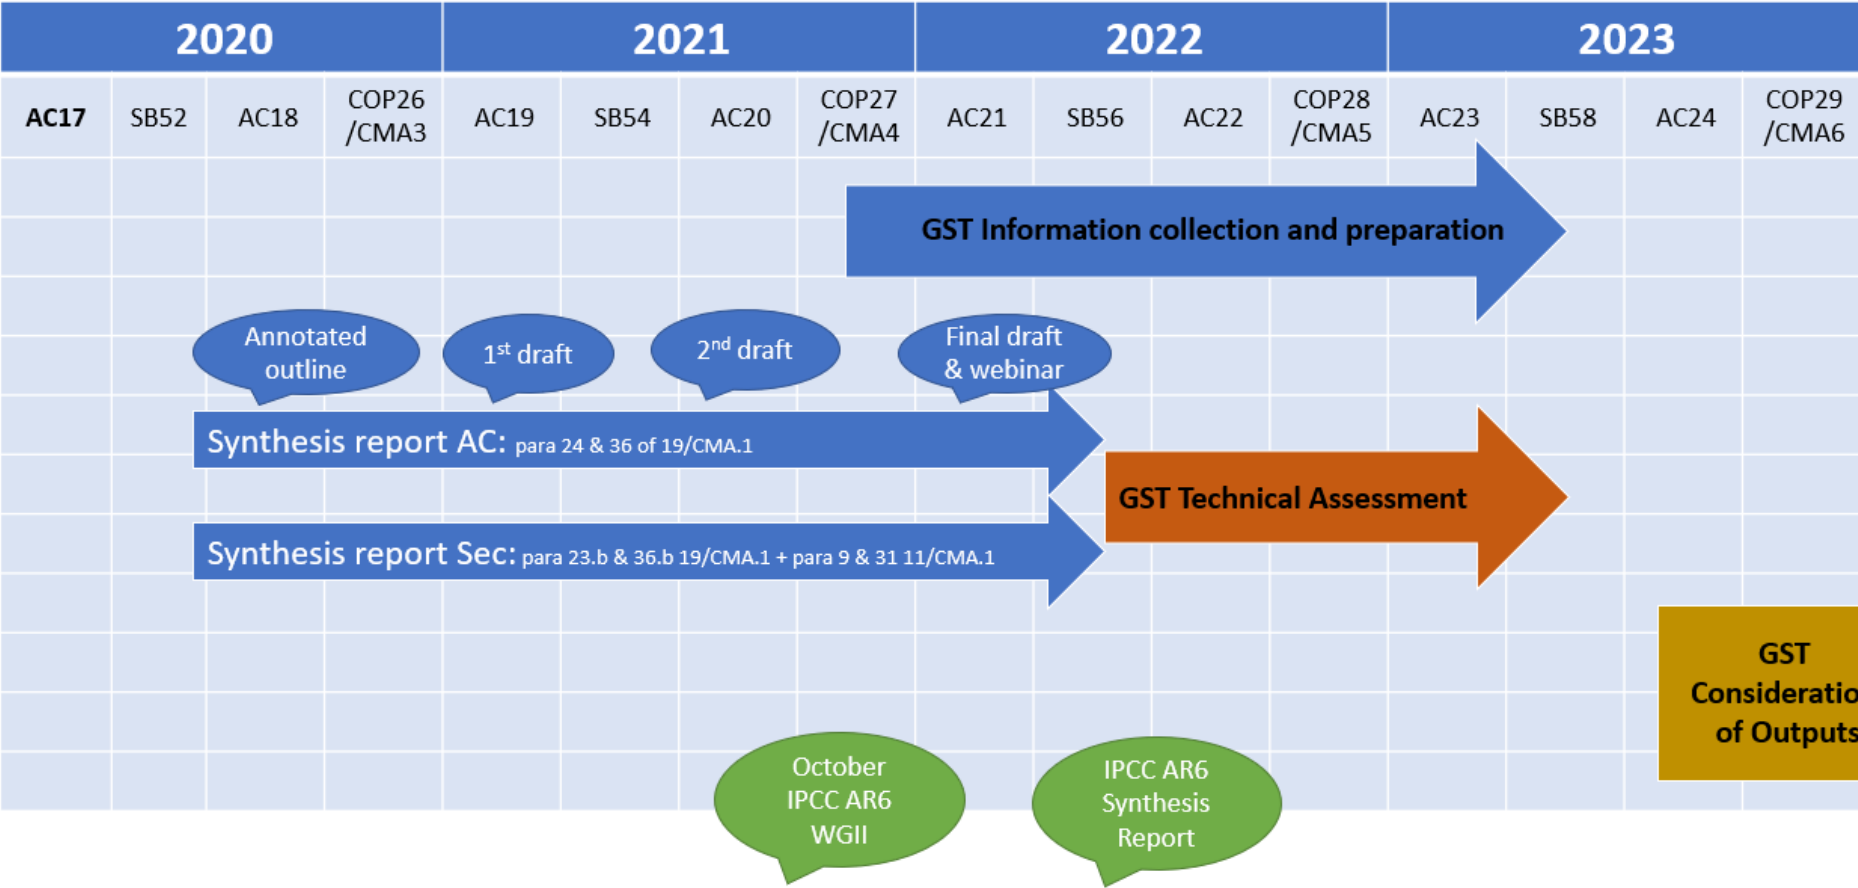 2020 2021 2022 2023
AC17 SB52 AC18 COP26 /CMA3 AC19 SB54 AC20 COP27 /CMA4 AC21 SB56 AC22 COP28 /CMA5 AC23 SB58 AC24 COP29 /CMA6
GST Information collection and preparation
Annotated
outline
1st draft
2nd draft
Final draft
& webinar
Synthesis report AC: para 24 & 36 of 19/CMA.1
GST Technical Assessment
Synthesis report Sec: para 23.b & 36.b 19/CMA.1 + para 9 & 31 11/CMA.1
GST
Consideratio
of Outputs
October
IPCC AR6
WGII
IPCC AR6
Synthesis
Report